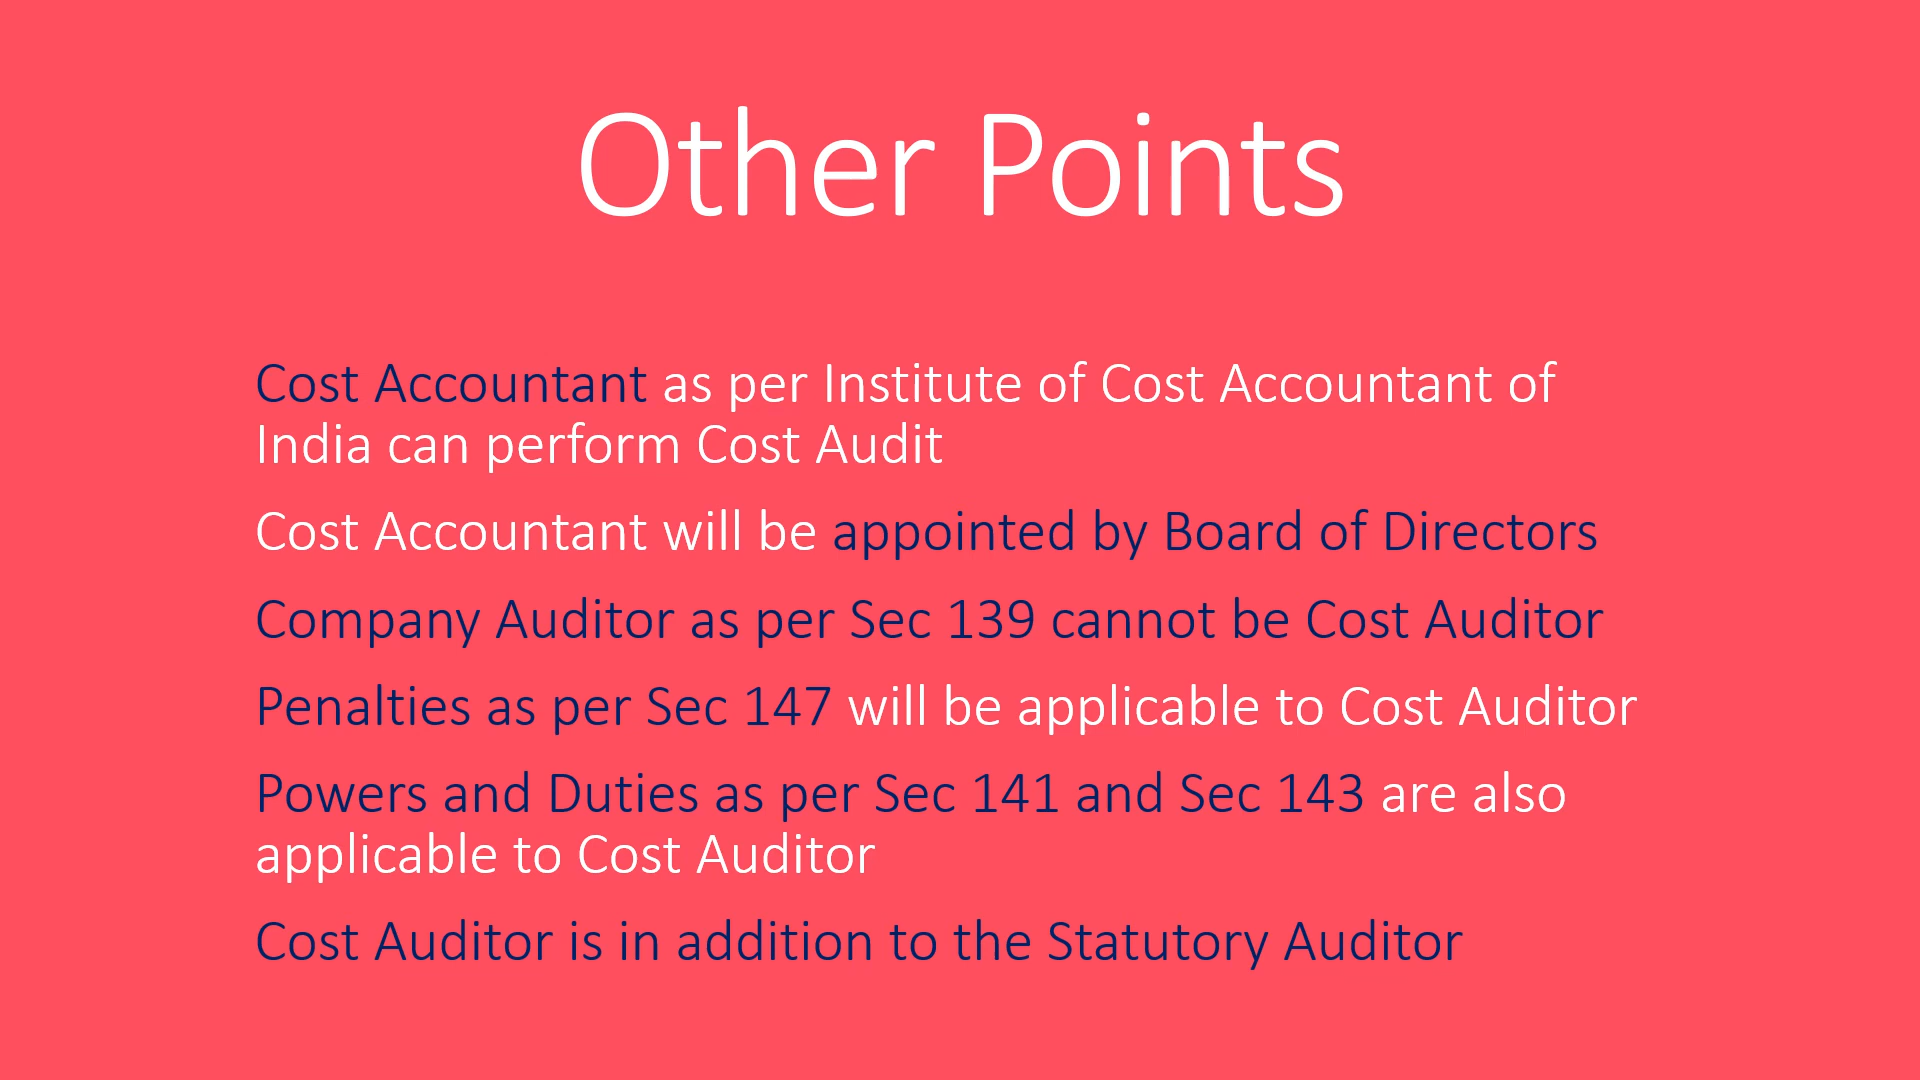 Other Points
Cost Accountant as per Institute of Cost Accountant of
India can perform Cost Audit
Cost Accountant will be appointed by Board of Directors
Company Auditor as per Sec 139 cannot be Cost Auditor
Penalties as per Sec 147 will be applicable to Cost Auditor
Powers and Duties as per Sec 141 and Sec 143 are also
applicable to Cost Auditor
Cost Auditor is in addition to the Statutory Auditor